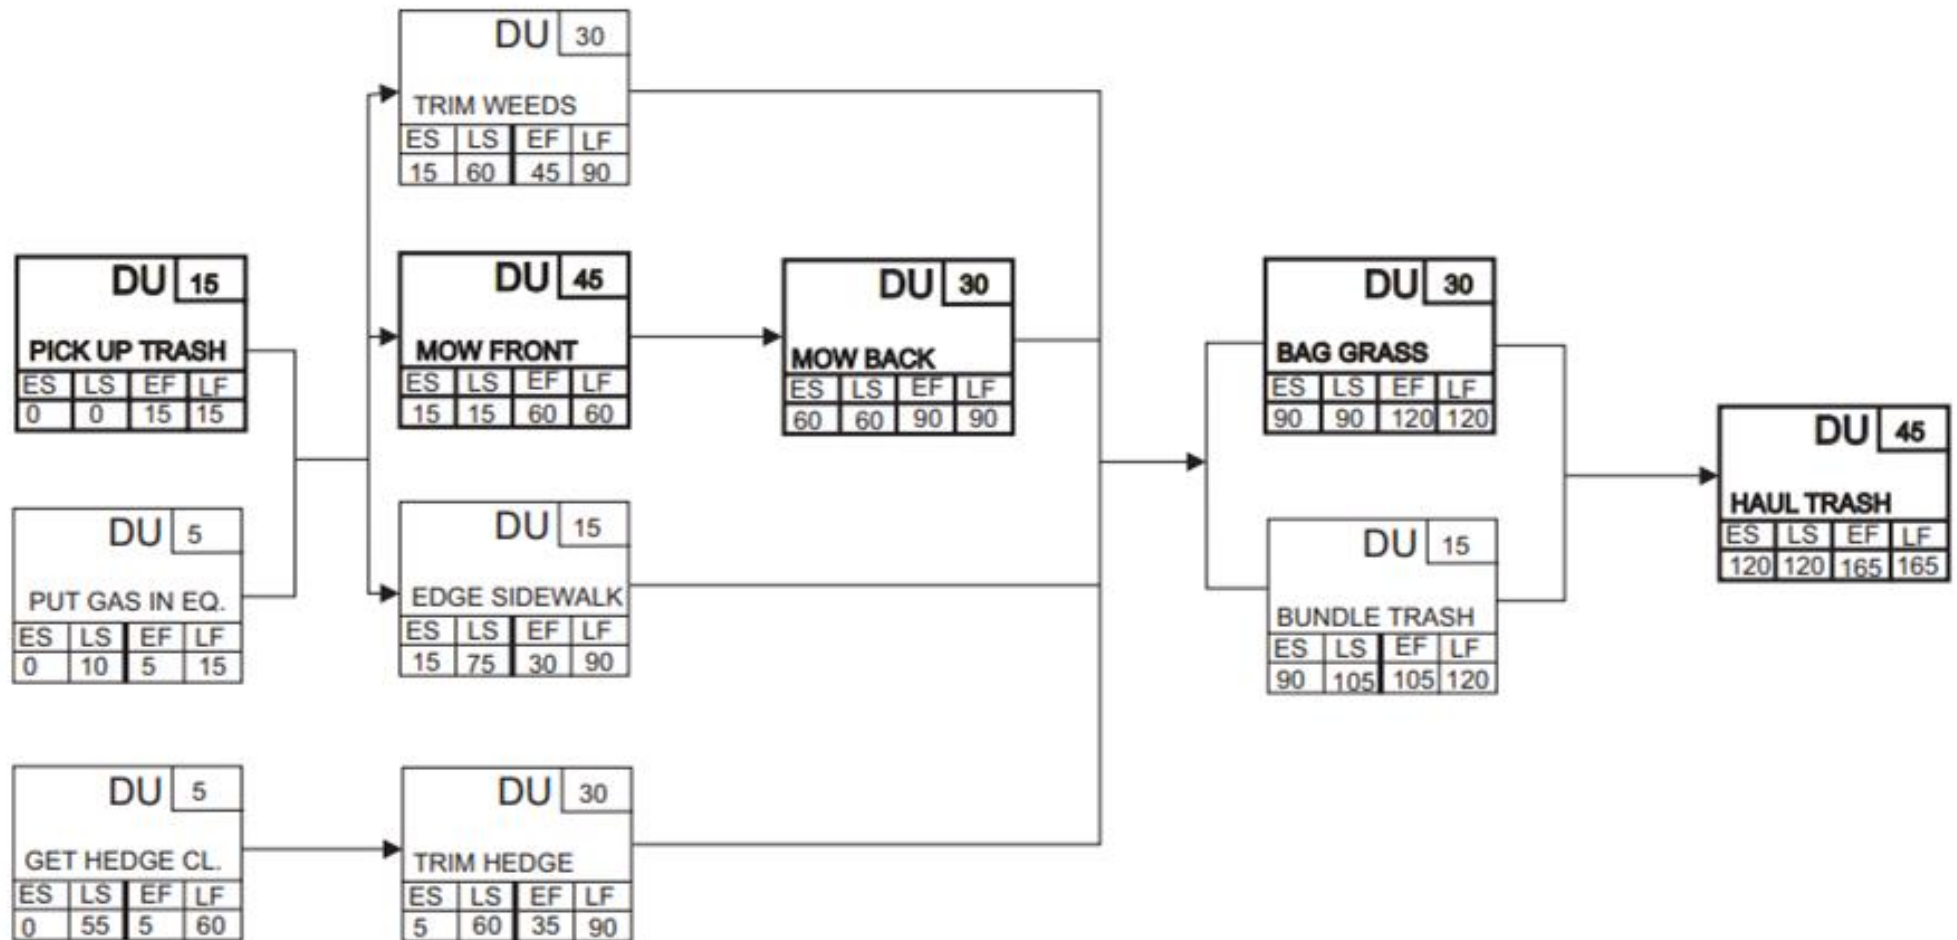 DU 30
TRIM WEEDS
ES LS EF LF
15 60 45 90
DU 15
PICK UP TRASH
ES LS EF LF
0 0 15 15
DU 45
MOW FRONT
ES LS EF LF
15 15 60 60
DU 30
MOW BACK
ES LS EF LF
60 60 90 90
DU 30
BAG GRASS
ES LS EF LF
90 90 120 120
DU 45
HAUL TRASH
ES LS EF LF
120 120 165 165
DU 5
PUT GAS IN EQ.
ES LS EF LF
0 10 5 15
DU 15
EDGE SIDEWALK
ES LS EF LF
15 75 30 90
DU 15
BUNDLE TRASH
ES LS EF LF
90 105 105 120
DU 5
GET HEDGE CL.
ES LS EF LF
0 55 5 60
DU 30
TRIM HEDGE
ES LS EF LF
5 60 35 90